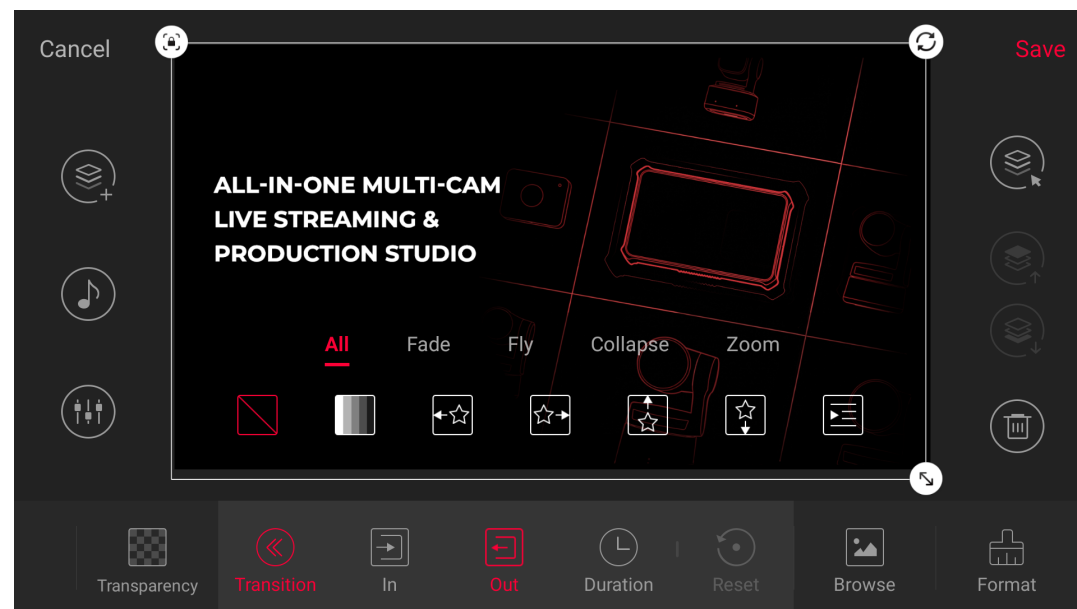 Cancel
Save
ALL-IN-ONE MULTI-CAM
LIVE STREAMING &
PRODUCTION STUDIO
All Fade Fly Collapse Zoom
Transparency Transition In Out Duration Reset Browse Format